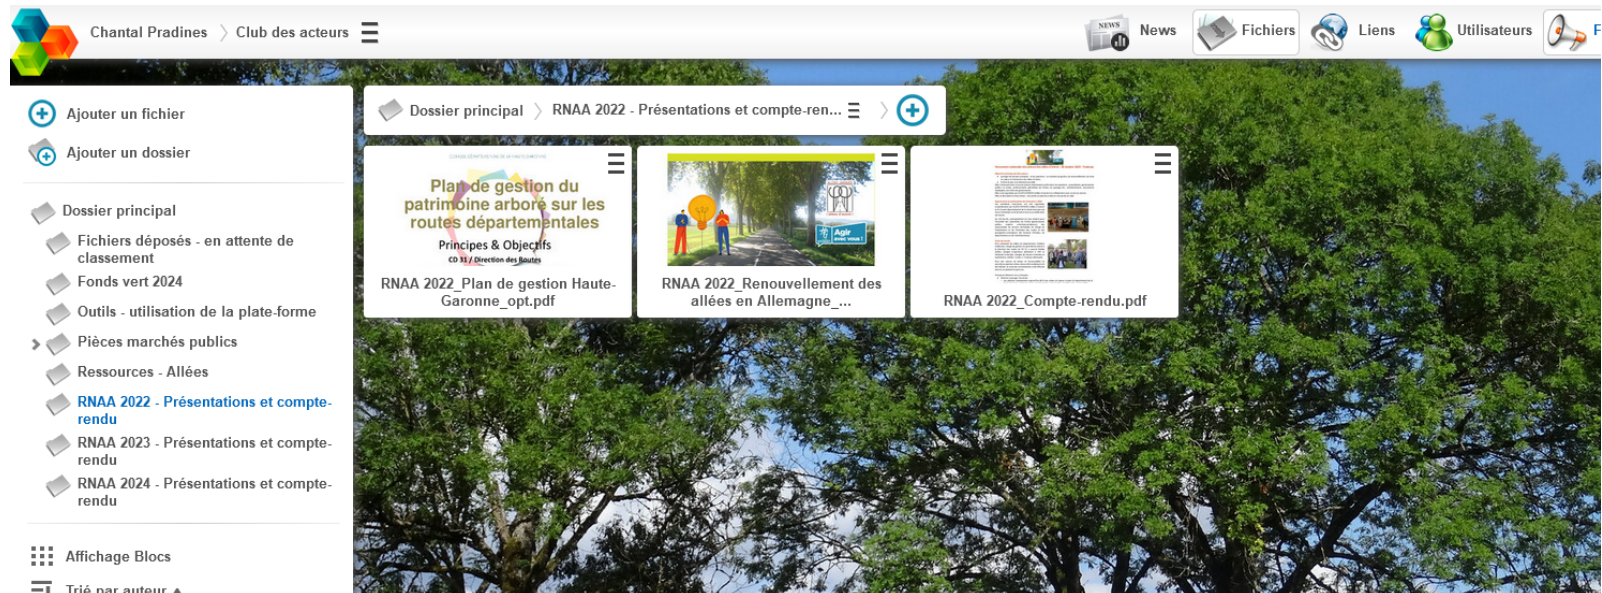 Chantal Pradines
Club des acteurs
NEWS
News
Fichiers
Liens
Utilisateurs
F
Ajouter un fichier
Ajouter un dossier
Dossier principal
Fichiers déposés - en attente de
classement
Fonds vert 2024
Outils - utilisation de la plate-forme
Pièces marchés publics
Ressources - Allées
RNAA 2022 - Présentations et compte-
rendu
RNAA 2023 - Présentations et compte-
rendu
RNAA 2024 - Présentations et compte-
rendu
Affichage Blocs
Trié par auteur
Dossier principal
RNAA 2022 - Présentations et compte-ren...
Plan de gestion du
patrimoine arboré sur les
routes départementales
Principes & Objectifs
CD 31 / Direction des Routes
RNAA 2022_Plan de gestion Haute-
Garonne_opt.pdf
Agir
avec vous !
RNAA 2022_Renouvellement des
allées en Allemagne_...
RNAA 2022_Compte-rendu.pdf